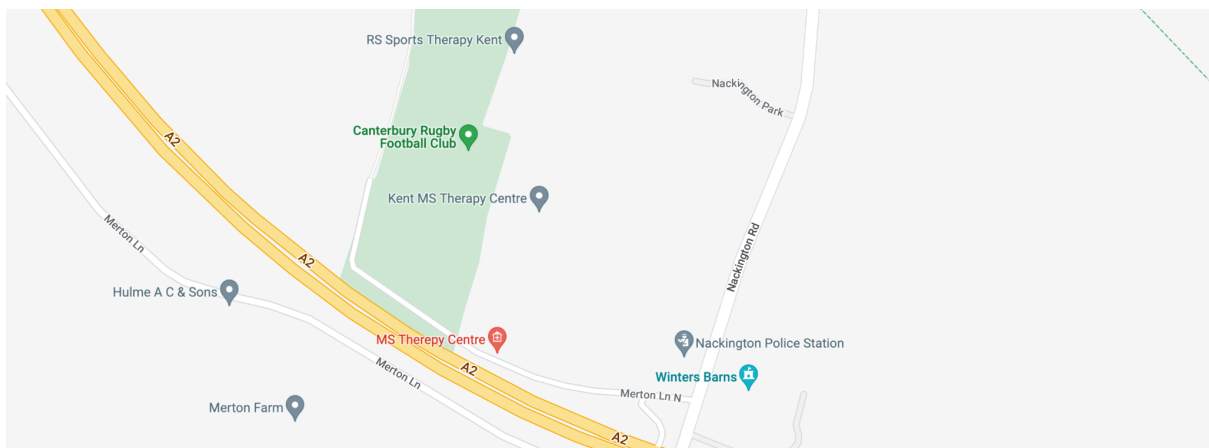 RS Sports Therapy Kent
Nackington Park
Canterbury Rugby
Football Club
A2
Kent MS Therapy Centre
Merton Ln
Nackington Rd
A2
Hulme A C & Sons
MS Therepy Centre
Nackington Police Station
A2
Merton Ln
Winters Barns
Merton Ln N
Merton Farm
A2